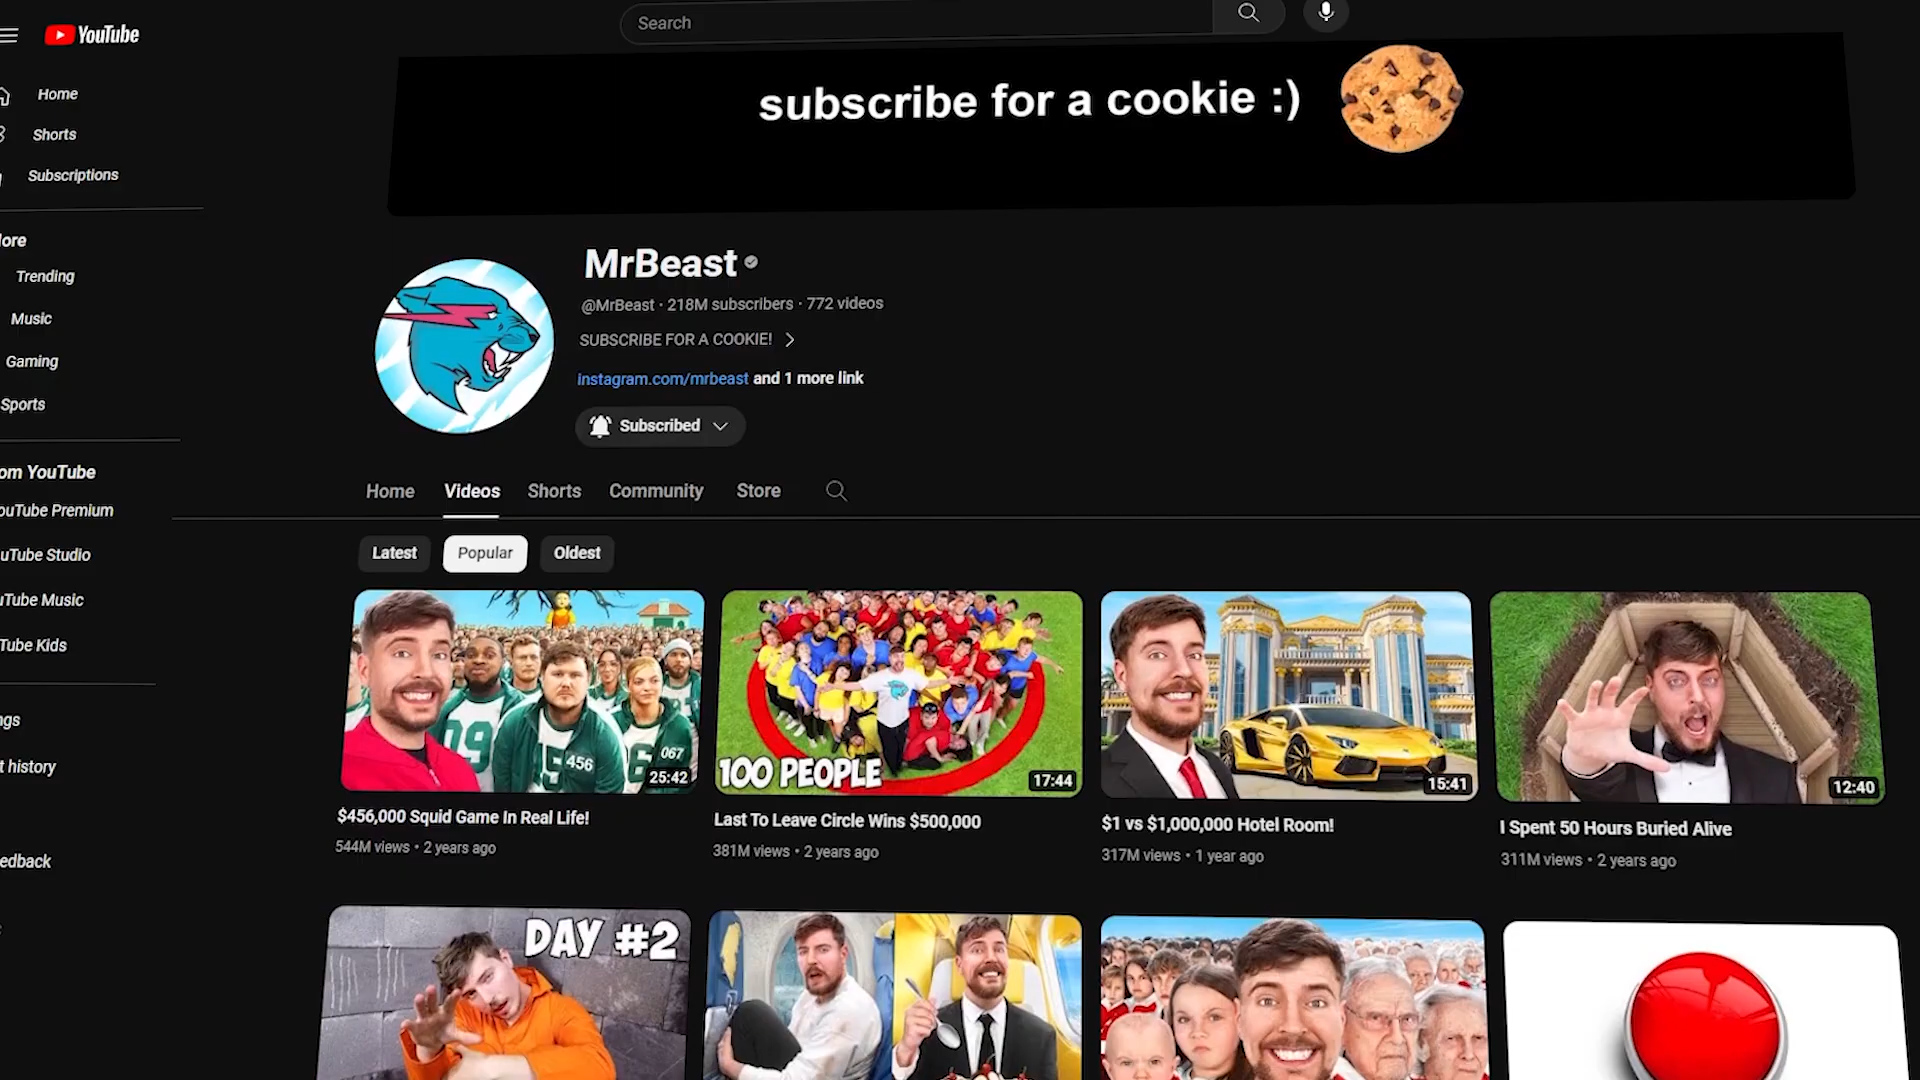 YouTube
Search
Home
Shorts
Subscriptions
Trending
Music
Gaming
Sports
YouTube
Premium
Studio
Music
Kids
history
subscribe for a cookie :)
MrBeast
@MrBeast · 218M subscribers · 772 videos
SUBSCRIBE FOR A COOKIE!
instagram.com/mrbeast and 1 more link
Subscribed
Home Videos Shorts Community Store
Latest Popular Oldest
09
456
067
25:42
100 PEOPLE
17:44
15:41
12:40
$456,000 Squid Game In Real Life!
544M views • 2 years ago
Last To Leave Circle Wins $500,000
381M views • 2 years ago
$1 vs $1,000,000 Hotel Room!
317M views • 1 year ago
I Spent 50 Hours Buried Alive
311M views • 2 years ago
DAY #2